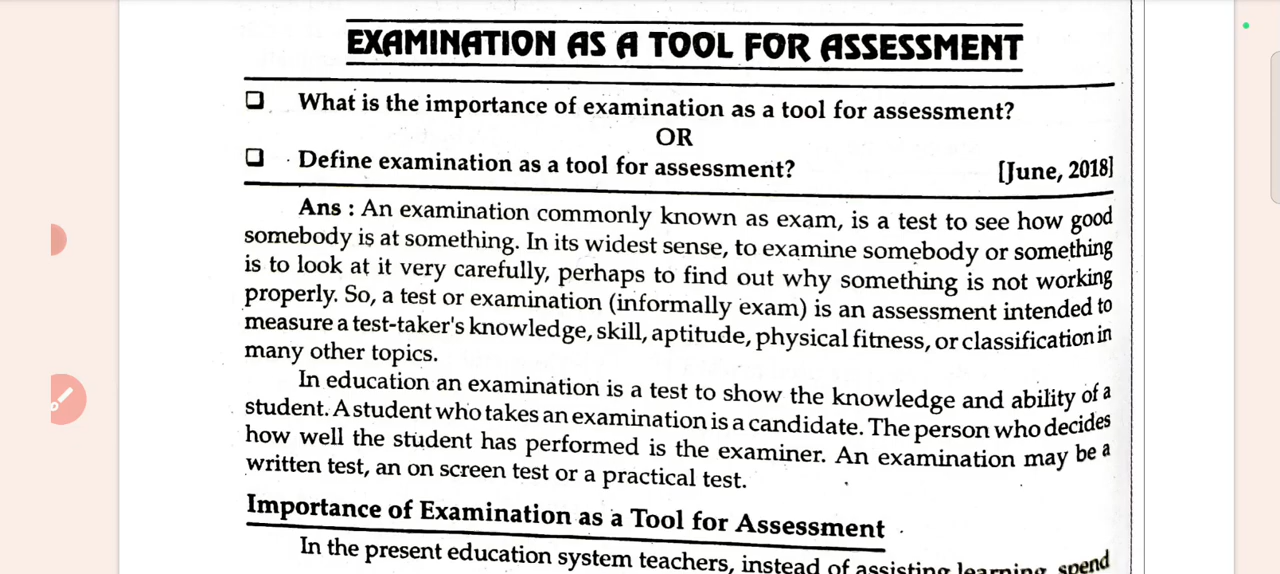 EXAMINATION AS A TOOL FOR ASSESSMENT
What is the importance of examination as a tool for assessment?
OR
Define examination as a tool for assessment? [June, 2018]
Ans : An examination commonly known as exam, is a test to see how good
somebody is at something. In its widest sense, to examine somebody or something
is to look at it very carefully, perhaps to find out why something is not working
properly. So, a test or examination (informally exam) is an assessment intended to
measure a test-taker's knowledge, skill, aptitude, physical fitness, or classification in
many other topics.
In education an examination is a test to show the knowledge and ability of a
student. A student who takes an examination is a candidate. The person who decides
how well the student has performed is the examiner. An examination may be a
written test, an on screen test or a practical test.
Importance of Examination as a Tool for Assessment
In the present education system teachers, instead of assisting learning, spend